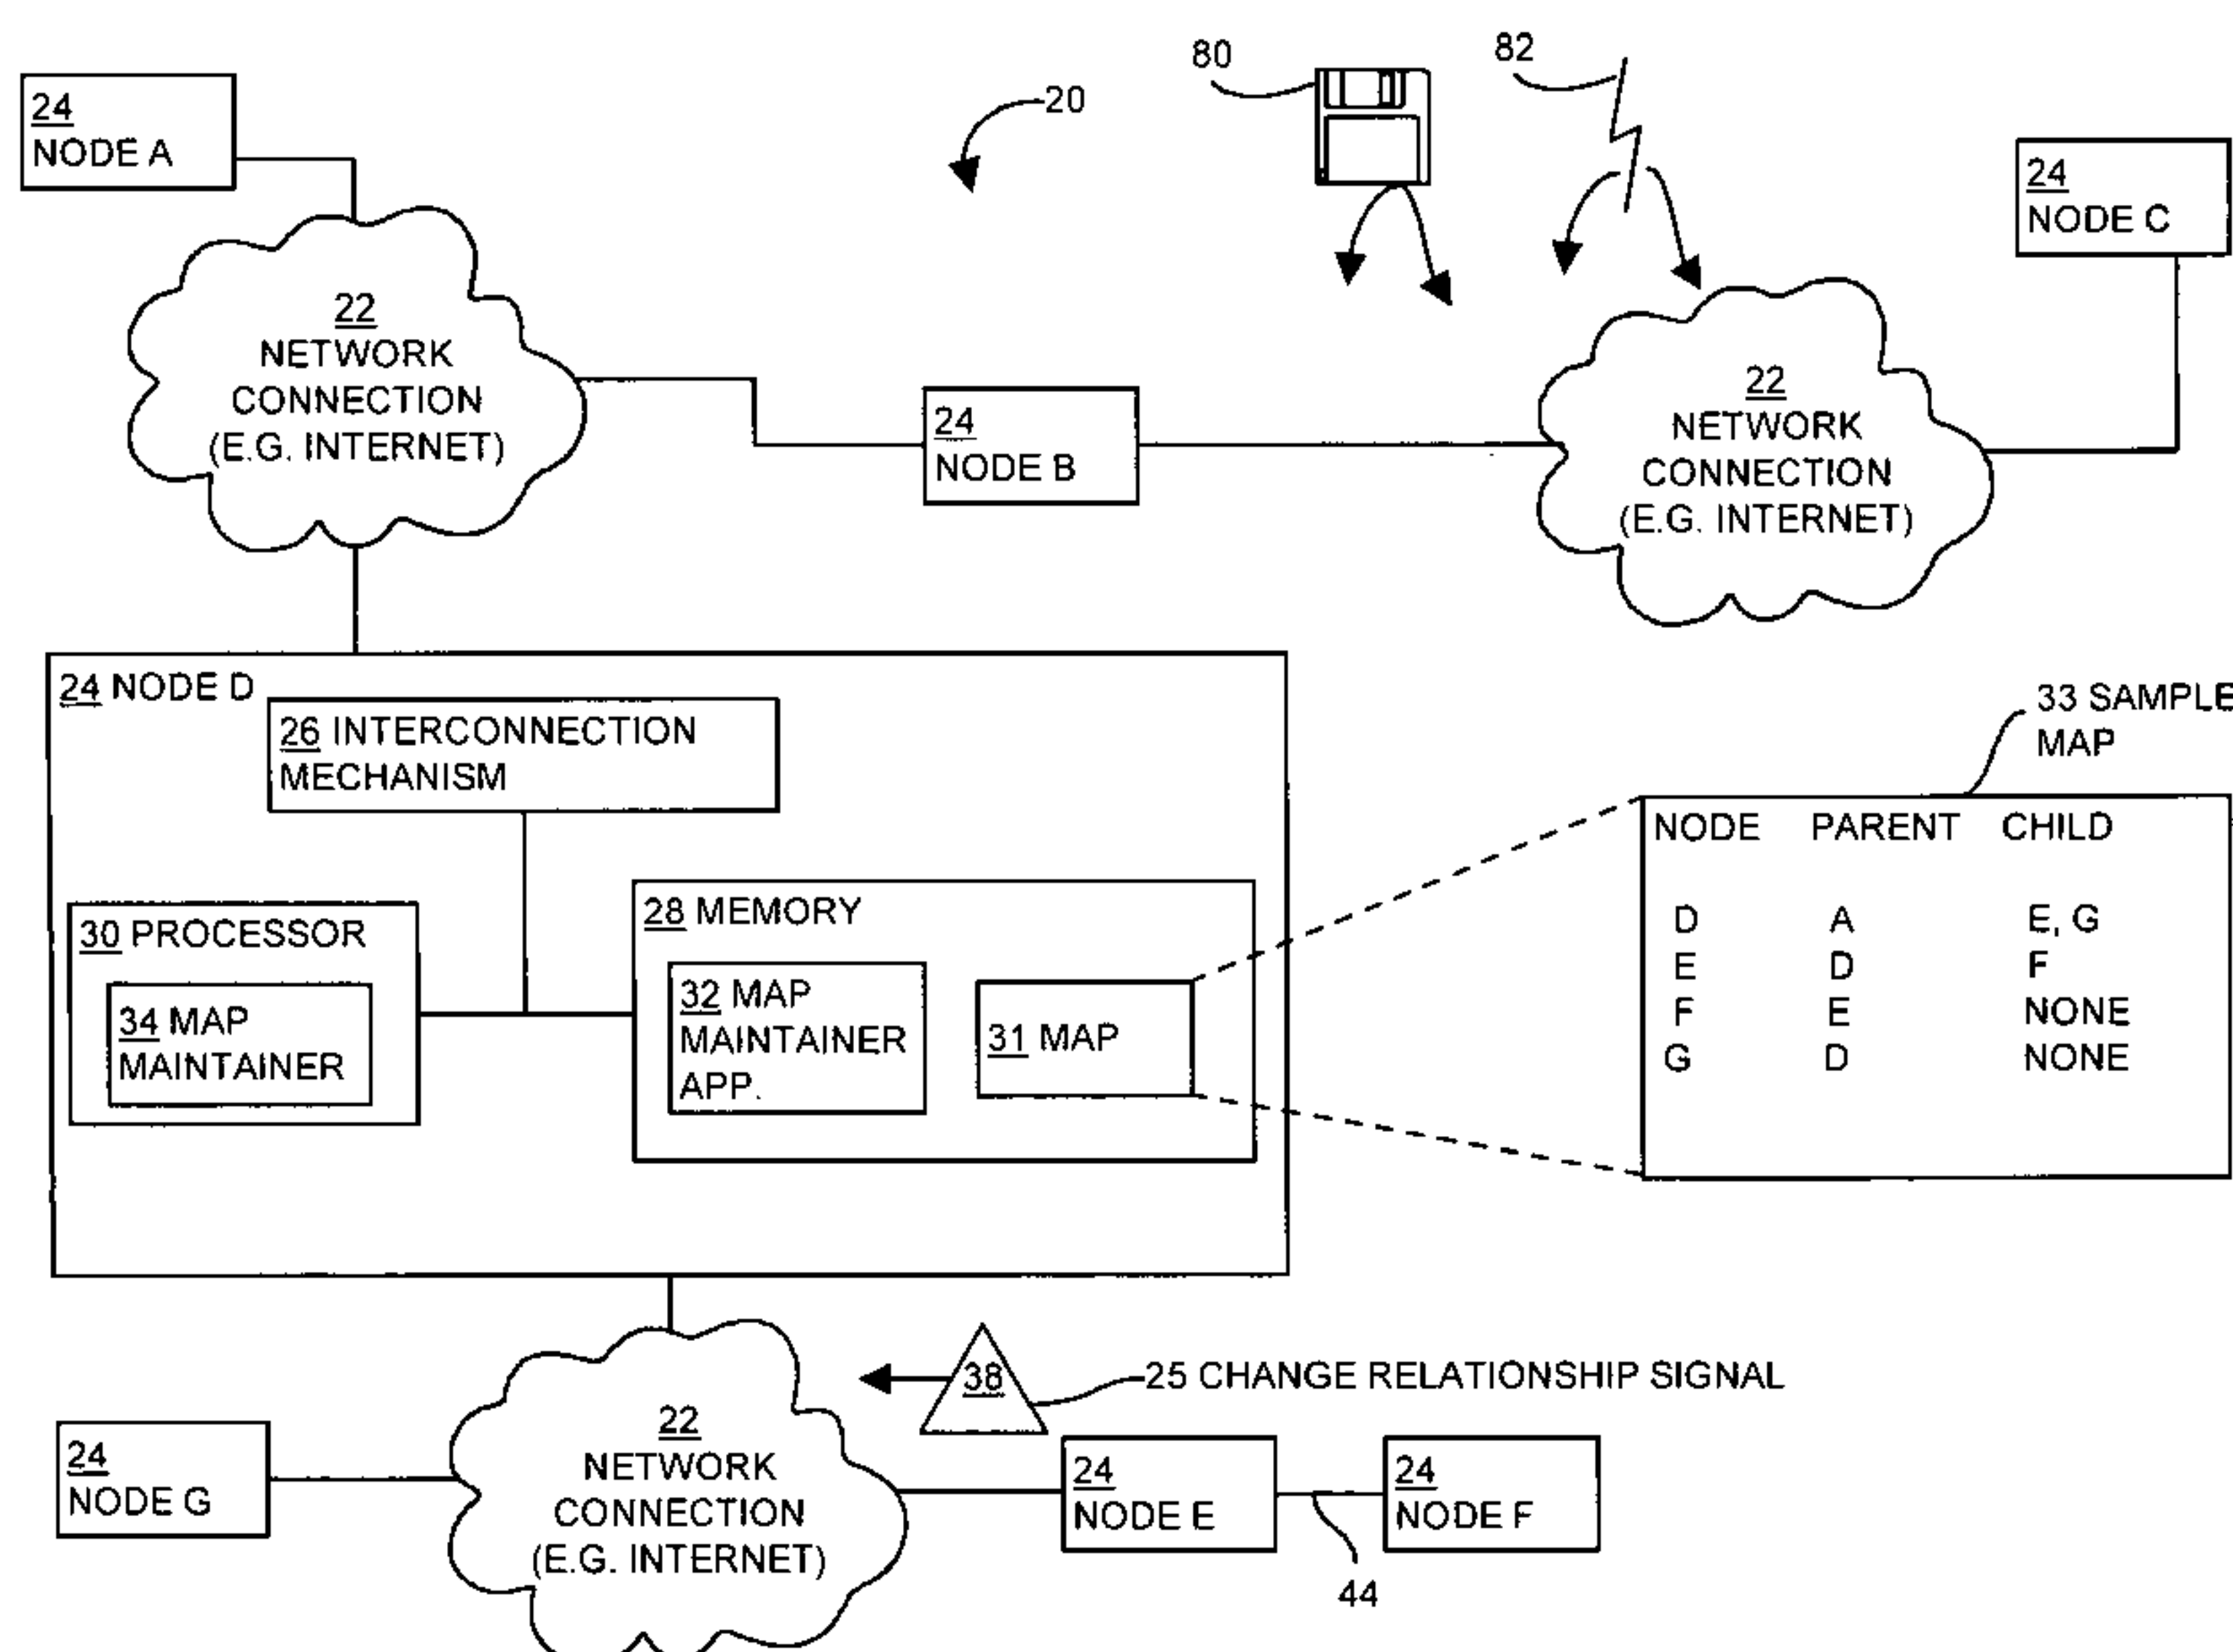 80
82
20
24
NODE A
24
NODE C
22
NETWORK
CONNECTION
(E.G. INTERNET)
22
NETWORK
CONNECTION
(E.G. INTERNET)
24
NODE B
24 NODE D
26 INTERCONNECTION
MECHANISM
33 SAMPLE
MAP
30 PROCESSOR
34 MAP
MAINTAINER
28 MEMORY
32 MAP
MAINTAINER
APP.
31 MAP
NODE PARENT CHILD
D A E, G
E D F
F E NONE
G D NONE
38
25 CHANGE RELATIONSHIP SIGNAL
24
NODE G
22
NETWORK
CONNECTION
(E.G. INTERNET)
24
NODE E
24
NODE F
44